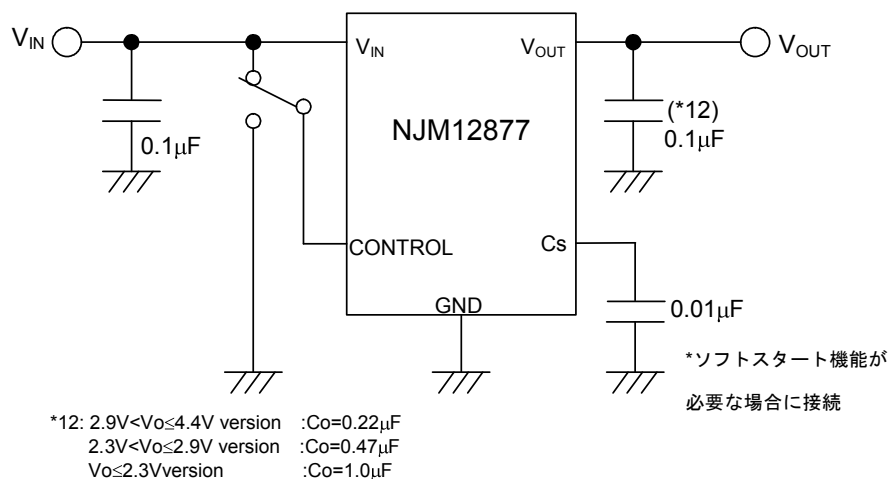 VIN
VIN
VOUT
VOUT
NJM12877
(*12)
0.1μF
0.1μF
CONTROL
Cs
GND
0.01μF
*ソフトスタート機能が
必要な場合に接続
*12: 2.9V<Vo≤4.4V version :Co=0.22μF
2.3V<Vo≤2.9V version :Co=0.47μF
Vo≤2.3Vversion :Co=1.0μF